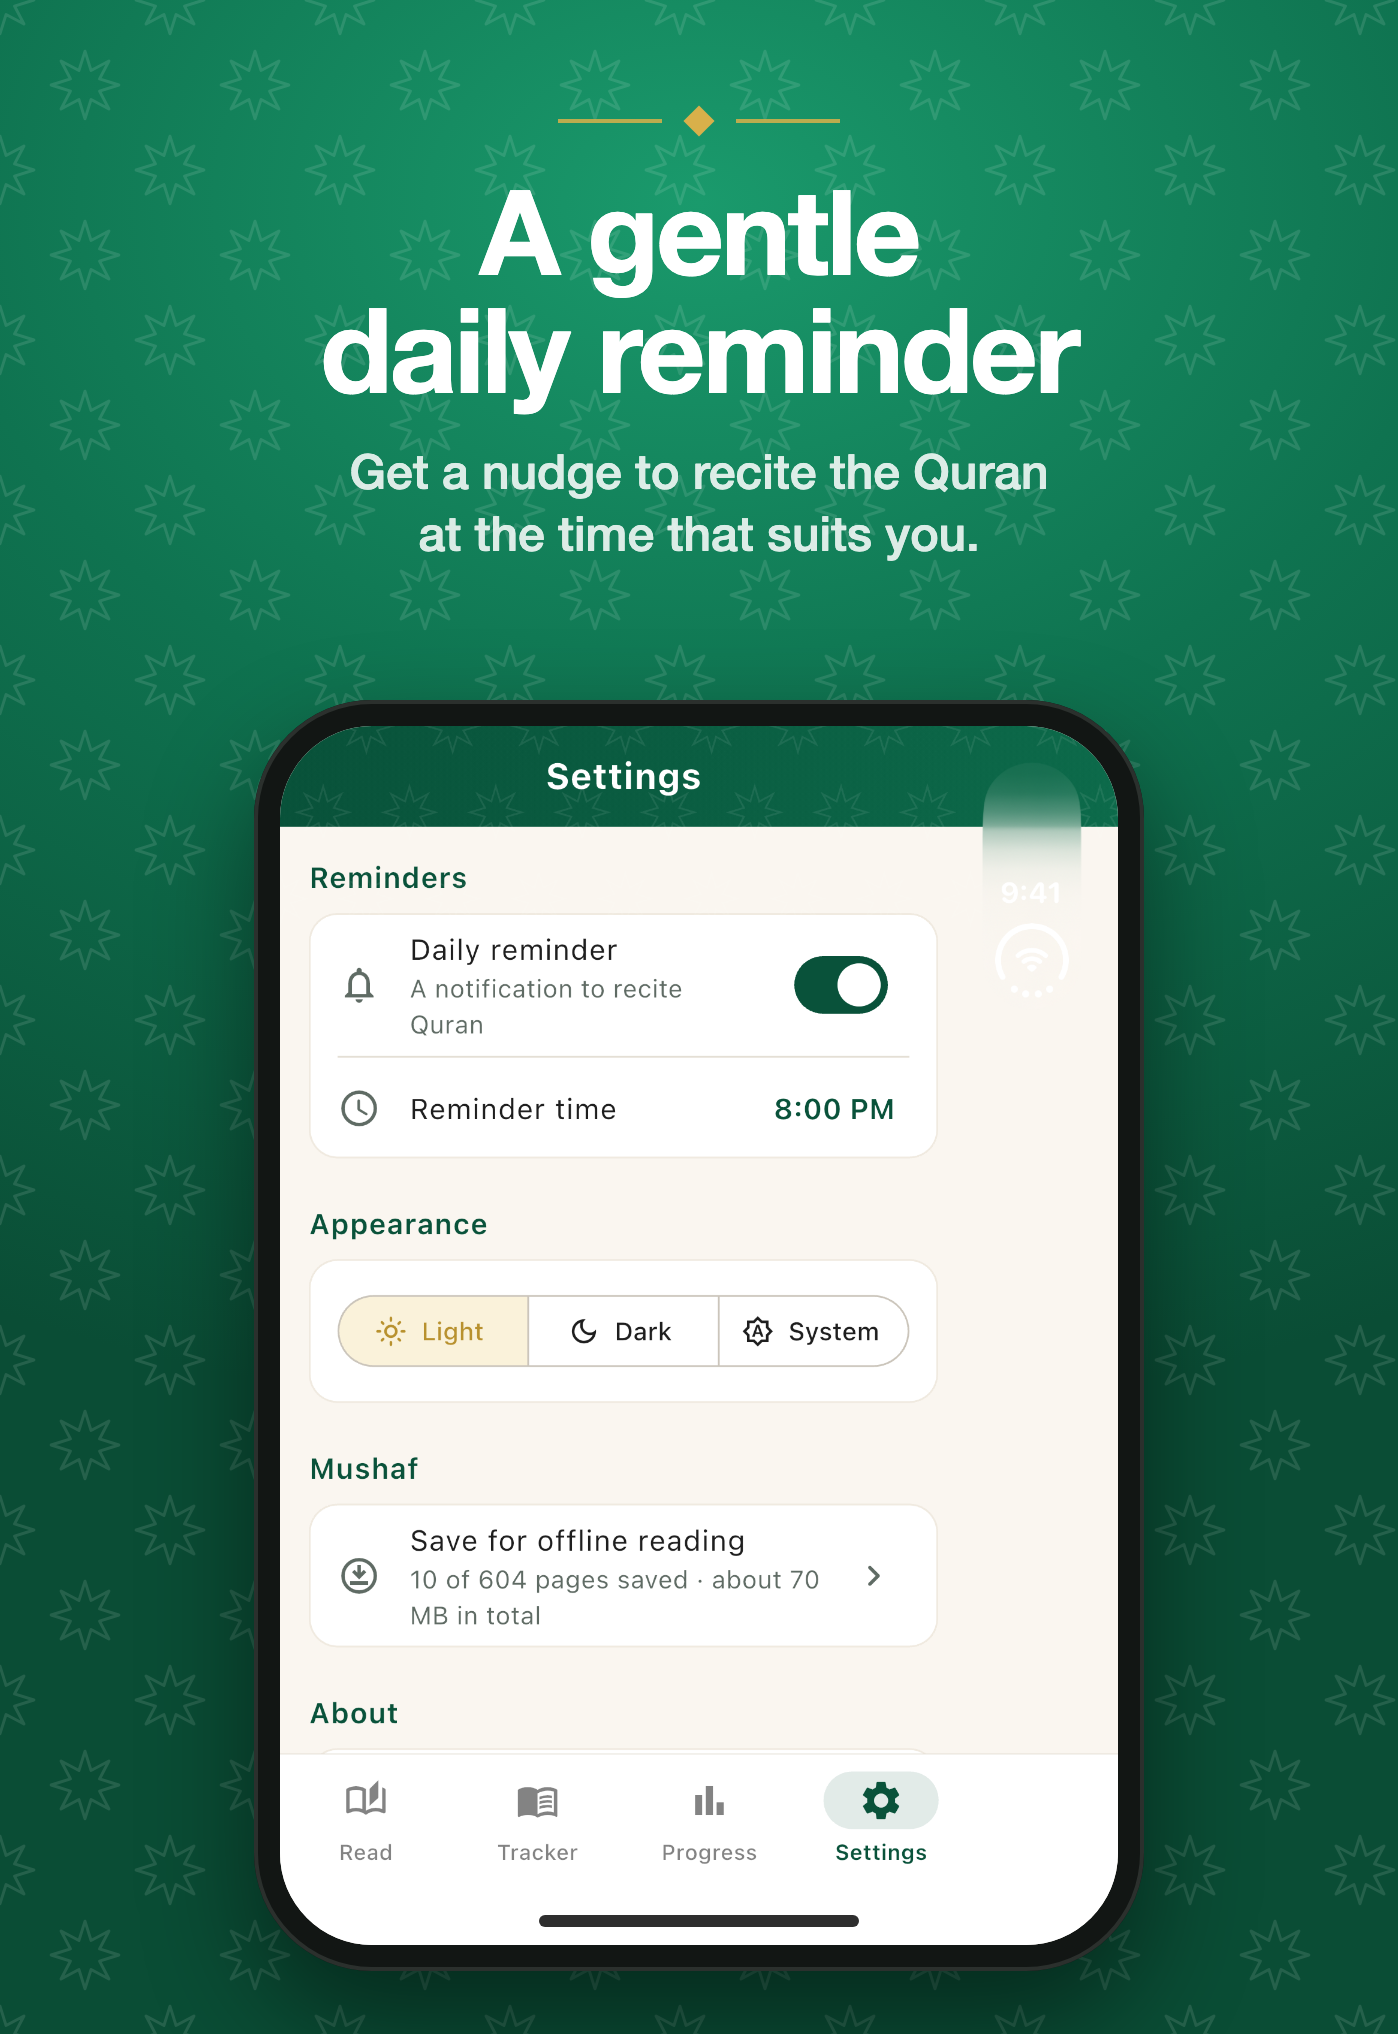 A gentle
daily reminder
Get a nudge to recite the Quran
at the time that suits you.
Settings
9:41
Reminders
Daily reminder
A notification to recite
Quran
Reminder time
8:00 PM
Appearance
Light
Dark
System
Mushaf
Save for offline reading
10 of 604 pages saved · about 70
MB in total
About
Read
Tracker
Progress
Settings